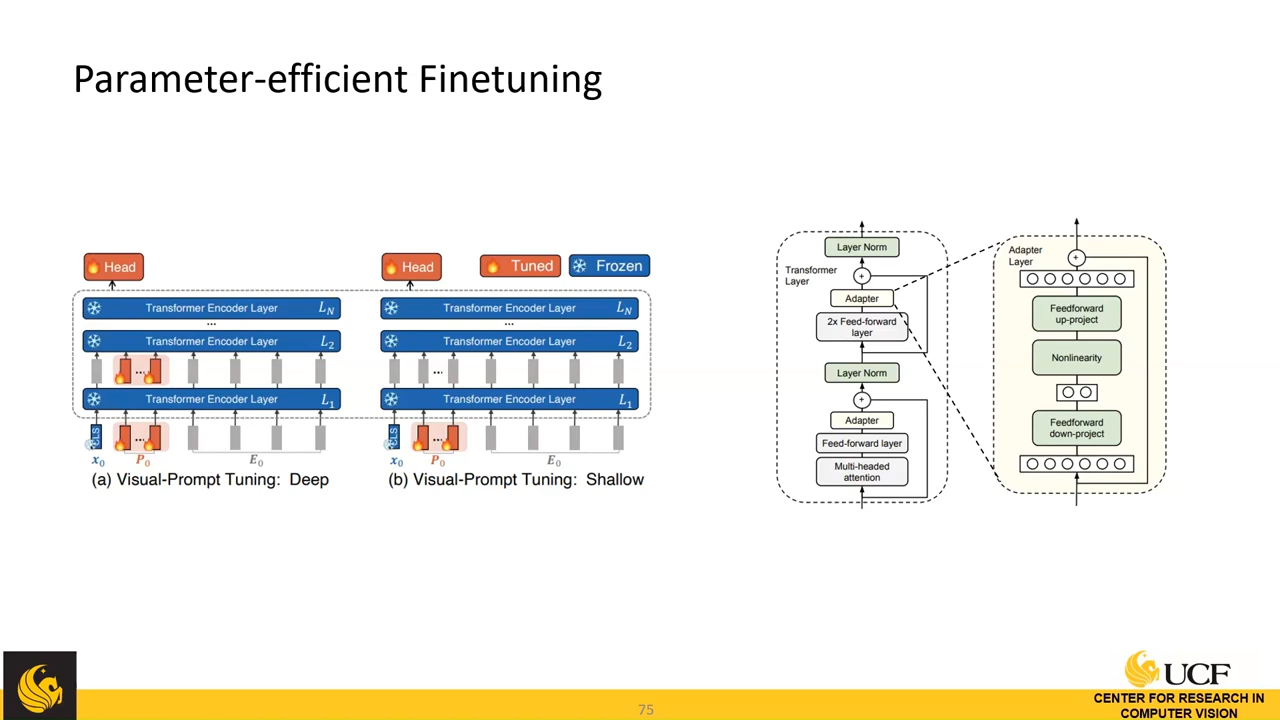 Parameter-efficient Finetuning
Head
Head
Tuned
Frozen
Transformer Encoder Layer L_N
...
Transformer Encoder Layer L_2
...
Transformer Encoder Layer L_1
CLS
...
x_0
P_0
E_0
(a) Visual-Prompt Tuning: Deep
Transformer Encoder Layer L_N
...
Transformer Encoder Layer L_2
...
Transformer Encoder Layer L_1
CLS
...
x_0
P_0
E_0
(b) Visual-Prompt Tuning: Shallow
Transformer
Layer
Layer Norm
+
Adapter
2x Feed-forward
layer
Layer Norm
+
Adapter
Feed-forward layer
Multi-headed
attention
Adapter
Layer
+
Feedforward
up-project
Nonlinearity
Feedforward
down-project
75
UCF
CENTER FOR RESEARCH IN
COMPUTER VISION